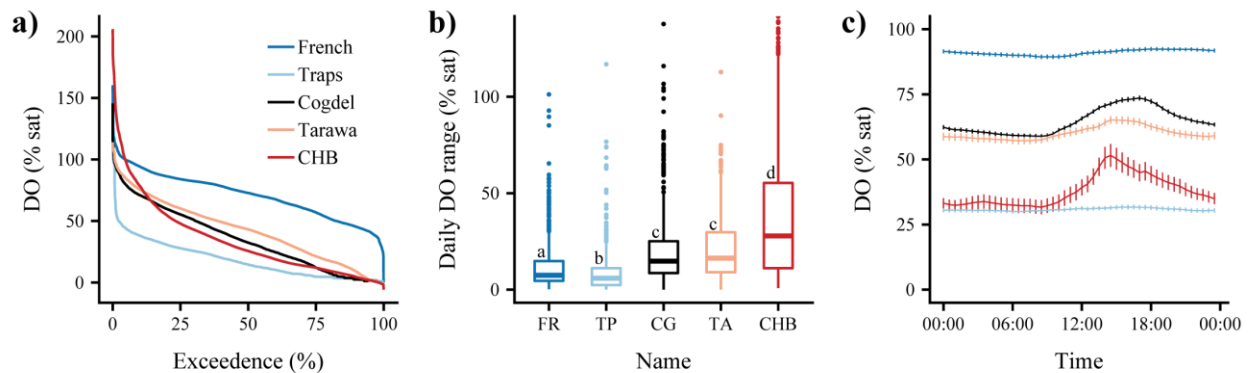 a)
DO (% sat)
200
150
100
50
0
French
Traps
Cogdel
Tarawa
CHB
0 25 50 75 100
Exceedence (%)
b)
Daily DO range (% sat)
100
50
0
a
b
c
c
d
FR TP CG TA CHB
Name
c)
DO (% sat)
100
75
50
25
0
00:00 06:00 12:00 18:00 00:00
Time